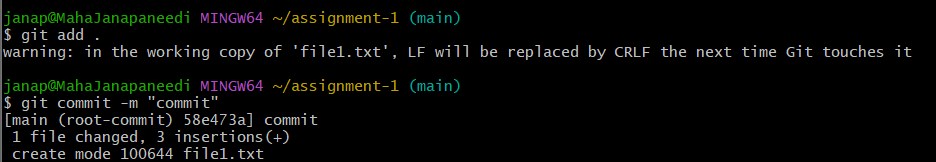 janap@MahaJanapaneedi MINGW64 ~/assignment-1 (main)
$ git add .
warning: in the working copy of 'file1.txt', LF will be replaced by CRLF the next time Git touches it
janap@MahaJanapaneedi MINGW64 ~/assignment-1 (main)
$ git commit -m "commit"
[main (root-commit) 58e473a] commit
 1 file changed, 3 insertions(+)
 create mode 100644 file1.txt